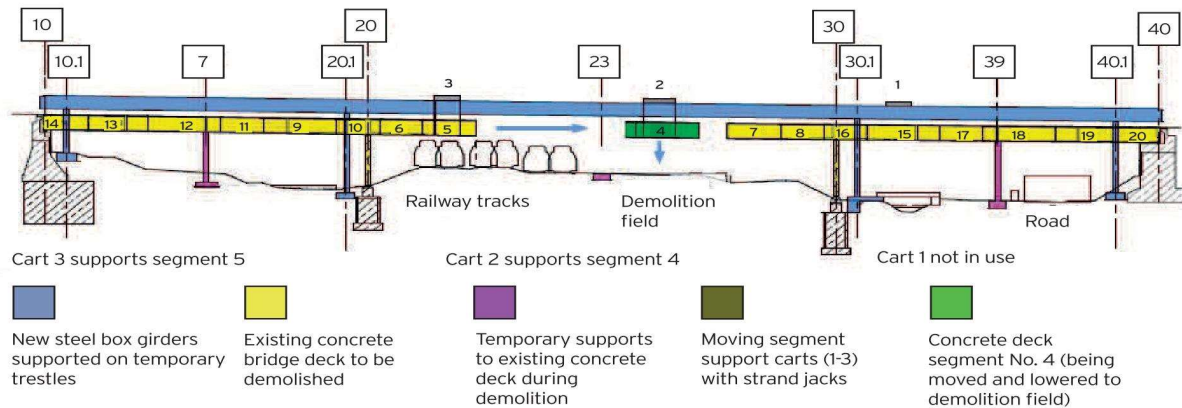 10
20
30
40
10.1
7
20.1
23
30.1
39
40.1
3
2
1
14
13
12
11
9
10
6
5
4
7
8
16
15
17
18
19
20
Railway tracks
Demolition
field
Road
Cart 3 supports segment 5
Cart 2 supports segment 4
Cart 1 not in use
New steel box girders
supported on temporary
trestles
Existing concrete
bridge deck to be
demolished
Temporary supports
to existing concrete
deck during
demolition
Moving segment
support carts (1-3)
with strand jacks
Concrete deck
segment No. 4 (being
moved and lowered to
demolition field)